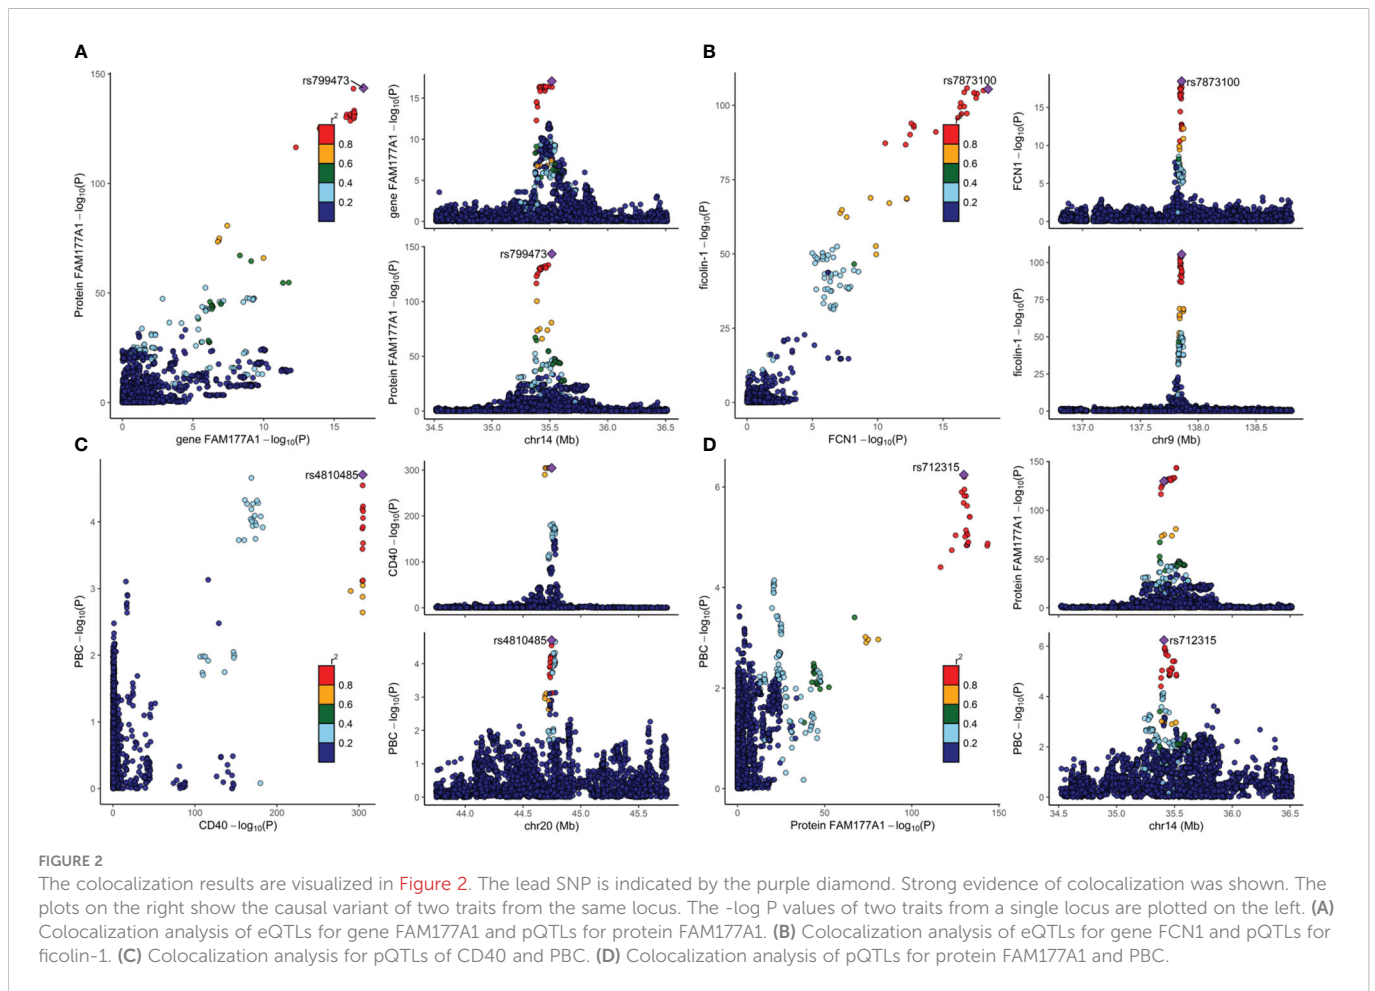 A
rs799473
Protein FAM177A1 −log10(P)
150
100
50
0
r2
0.8
0.6
0.4
0.2
0
5
10
15
gene FAM177A1 −log10(P)
gene FAM177A1 −log10(P)
15
10
5
0
rs799473
Protein FAM177A1 −log10(P)
150
100
50
0
34.5
35.0
35.5
36.0
36.5
chr14 (Mb)
B
rs7873100
ficolin-1 −log10(P)
100
75
50
25
0
r2
0.8
0.6
0.4
0.2
0
5
10
15
FCN1 −log10(P)
rs7873100
FCN1 −log10(P)
15
10
5
0
ficolin-1 −log10(P)
100
75
50
25
0
137.0
137.5
138.0
138.5
chr9 (Mb)
C
rs4810485
PBC −log10(P)
4
3
2
1
0
r2
0.8
0.6
0.4
0.2
0
100
200
300
CD40 −log10(P)
CD40 −log10(P)
300
200
100
0
rs4810485
PBC −log10(P)
4
3
2
1
0
44.0
44.5
45.0
45.5
chr20 (Mb)
D
rs712315
PBC −log10(P)
6
4
2
0
r2
0.8
0.6
0.4
0.2
0
50
100
150
Protein FAM177A1 −log10(P)
Protein FAM177A1 −log10(P)
150
100
50
0
rs712315
PBC −log10(P)
6
4
2
0
34.5
35.0
35.5
36.0
36.5
chr14 (Mb)
FIGURE 2
The colocalization results are visualized in Figure 2. The lead SNP is indicated by the purple diamond. Strong evidence of colocalization was shown. The
plots on the right show the causal variant of two traits from the same locus. The -log P values of two traits from a single locus are plotted on the left. (A)
Colocalization analysis of eQTLs for gene FAM177A1 and pQTLs for protein FAM177A1. (B) Colocalization analysis of eQTLs for gene FCN1 and pQTLs for
ficolin-1. (C) Colocalization analysis for pQTLs of CD40 and PBC. (D) Colocalization analysis of pQTLs for protein FAM177A1 and PBC.